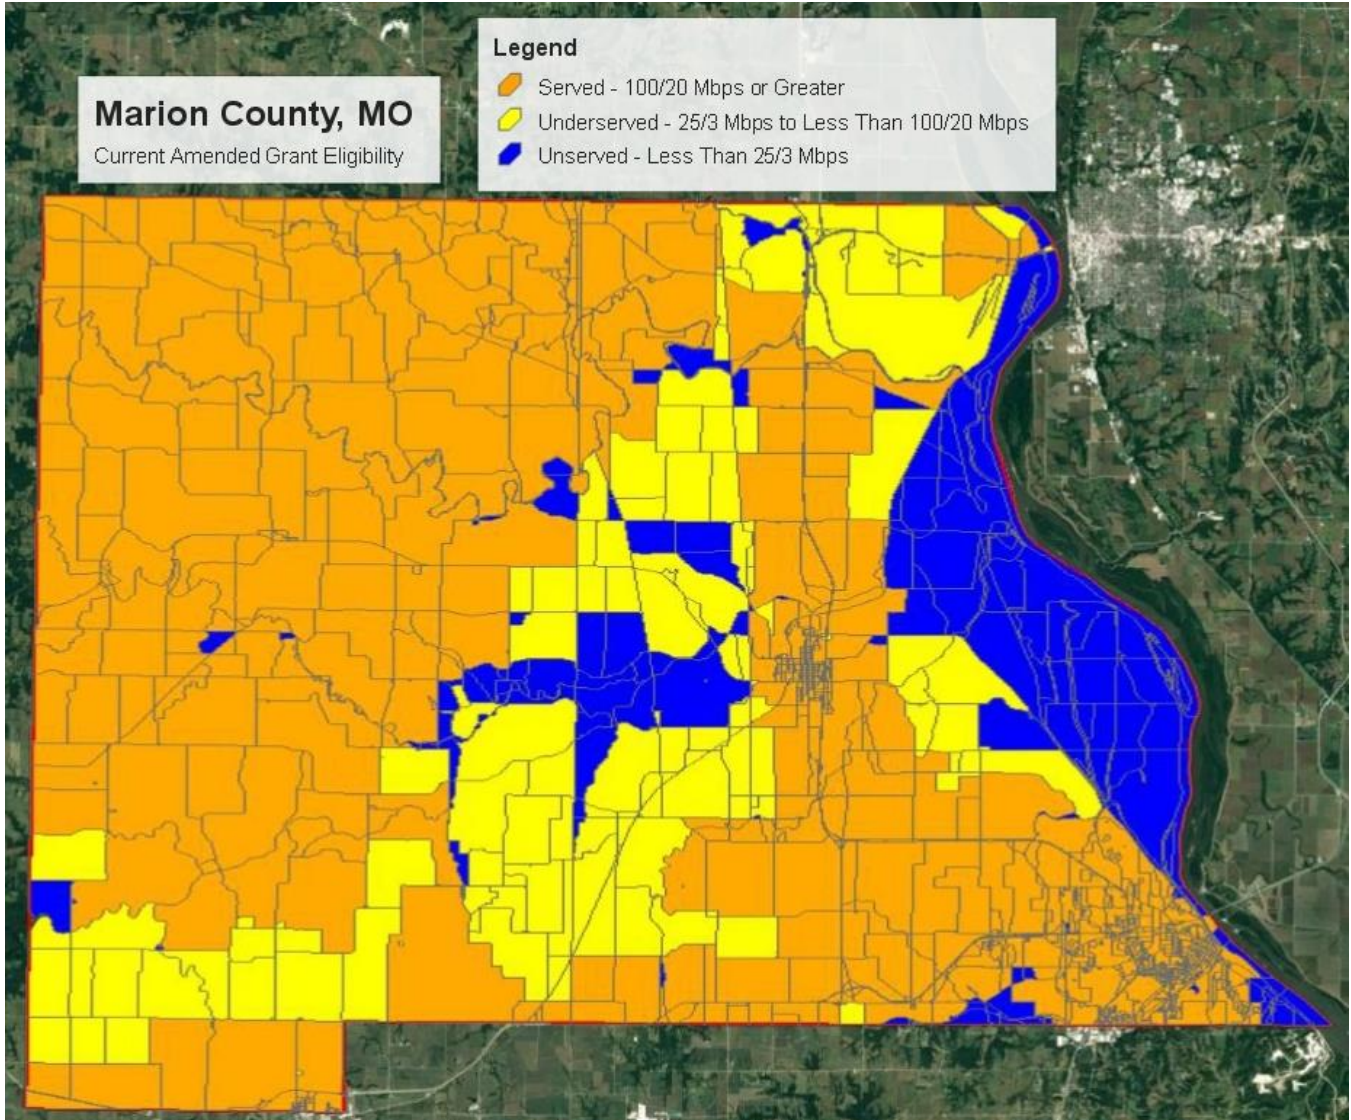 Marion County, MO
Current Amended Grant Eligibility
Legend
Served - 100/20 Mbps or Greater
Underserved - 25/3 Mbps to Less Than 100/20 Mbps
Unserved - Less Than 25/3 Mbps